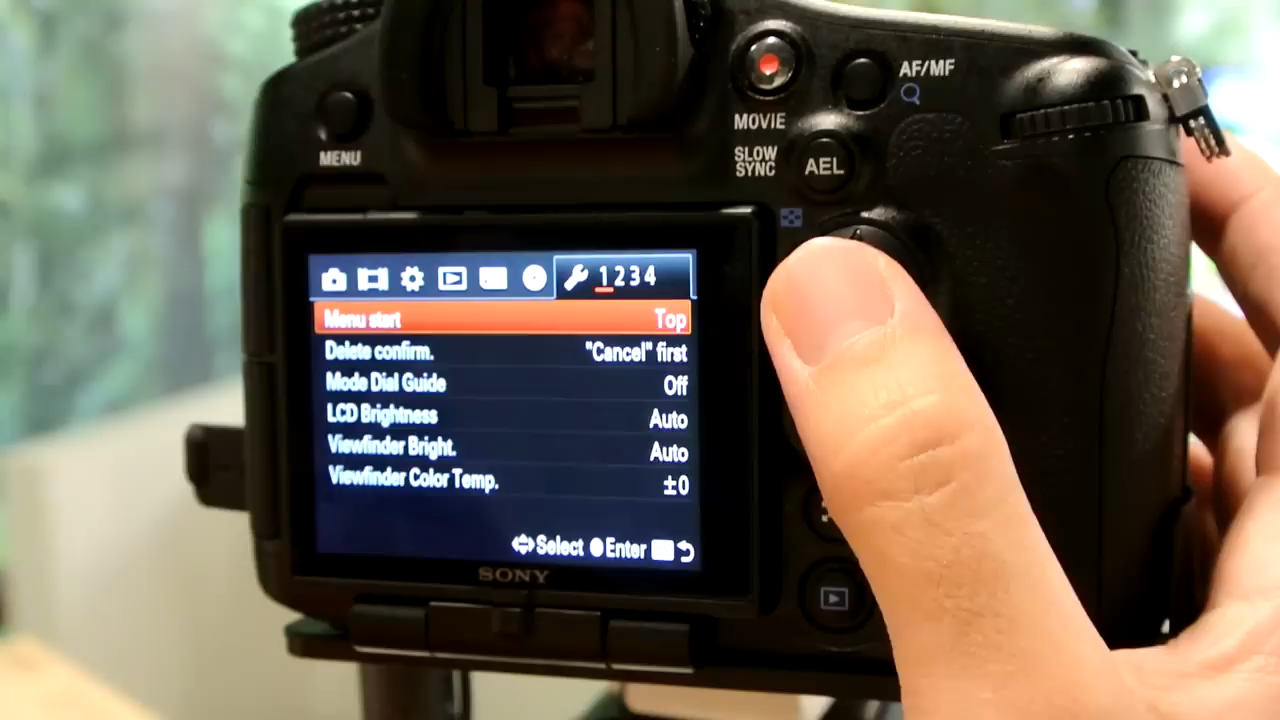 AF/MF
MOVIE
MENU
SLOW
SYNC
AEL
1234
Menu start Top
Delete confirm. "Cancel" first
Mode Dial Guide Off
LCD Brightness Auto
Viewfinder Bright. Auto
Viewfinder Color Temp. ±0
Select Enter
SONY